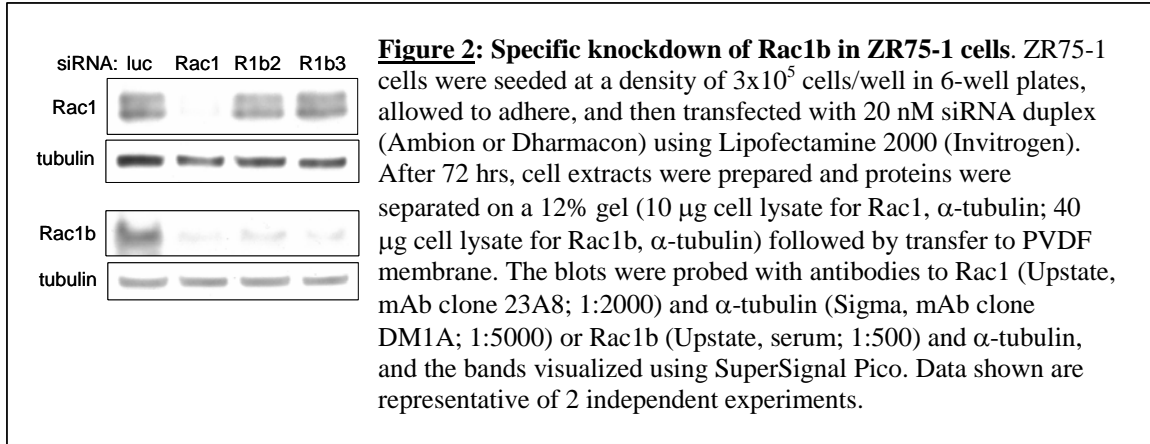 siRNA: luc Rac1 R1b2 R1b3
Rac1
tubulin
Rac1b
tubulin
Figure 2: Specific knockdown of Rac1b in ZR75-1 cells. ZR75-1
cells were seeded at a density of 3x10⁵ cells/well in 6-well plates,
allowed to adhere, and then transfected with 20 nM siRNA duplex
(Ambion or Dharmacon) using Lipofectamine 2000 (Invitrogen).
After 72 hrs, cell extracts were prepared and proteins were
separated on a 12% gel (10 μg cell lysate for Rac1, α-tubulin; 40
μg cell lysate for Rac1b, α-tubulin) followed by transfer to PVDF
membrane. The blots were probed with antibodies to Rac1 (Upstate,
mAb clone 23A8; 1:2000) and α-tubulin (Sigma, mAb clone
DM1A; 1:5000) or Rac1b (Upstate, serum; 1:500) and α-tubulin,
and the bands visualized using SuperSignal Pico. Data shown are
representative of 2 independent experiments.